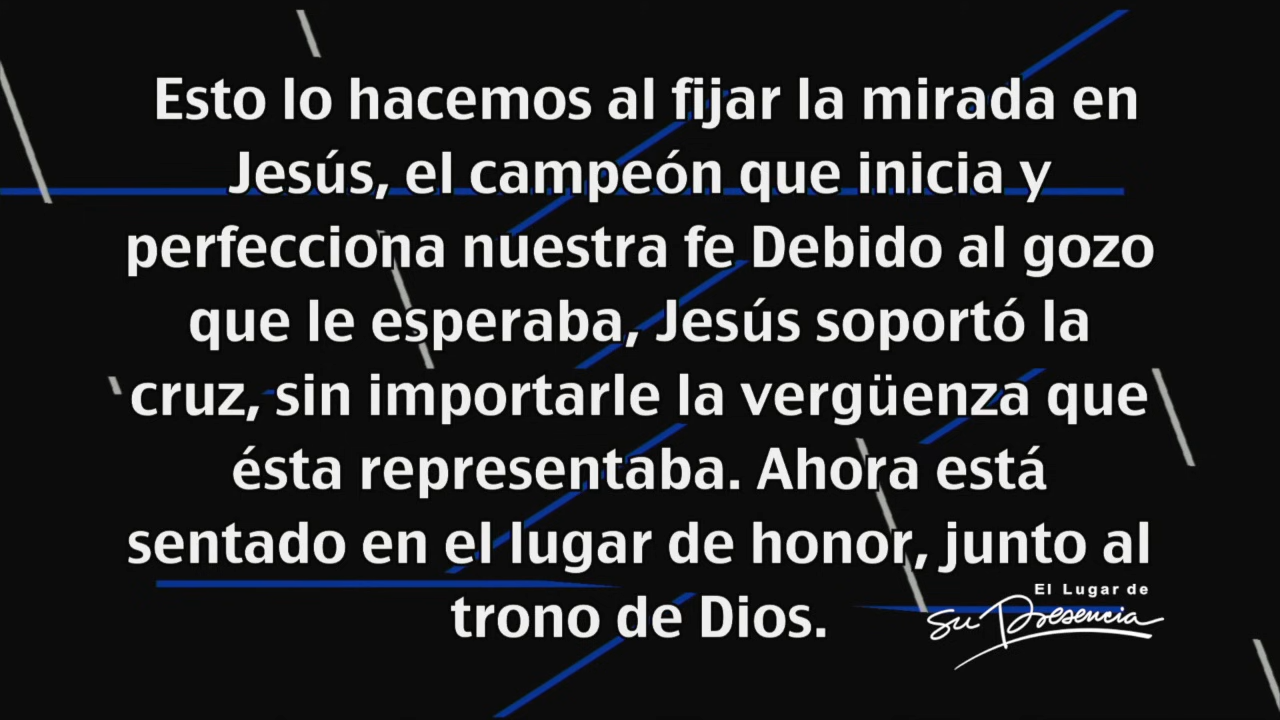 Esto lo hacemos al fijar la mirada en
Jesús, el campeón que inicia y
perfecciona nuestra fe Debido al gozo
que le esperaba, Jesús soportó la
cruz, sin importarle la vergüenza que
ésta representaba. Ahora está
sentado en el lugar de honor, junto al
trono de Dios.
El Lugar de
Su Presencia